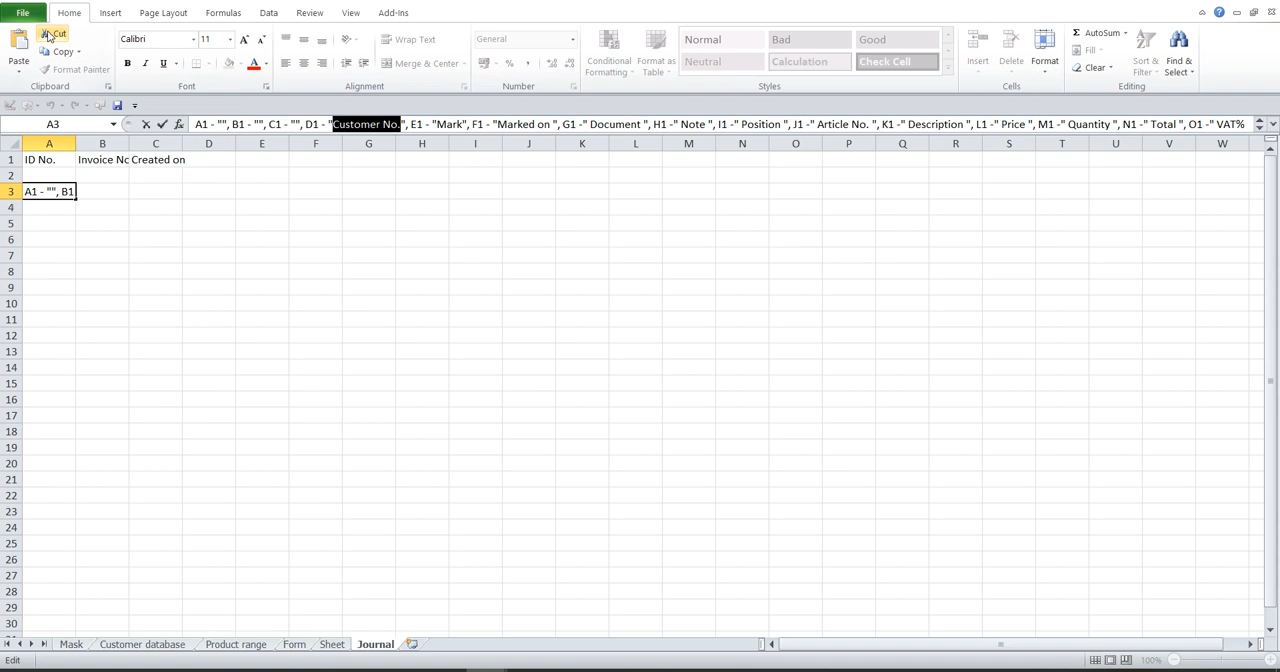 File Home Insert Page Layout Formulas Data Review View Add-Ins
Cut
Copy
Format Painter
Paste
Calibri 11
B I U
Wrap Text
Merge & Center
General
Conditional Formatting
Format as Table
Normal Bad Good
Neutral Calculation Check Cell
Insert Delete Format
AutoSum
Fill
Clear
Sort & Filter
Find & Select
Clipboard Font Alignment Number Styles Cells Editing
A3 fx A1 - "", B1 - "", C1 - "", D1 - "Customer No.", E1 - "Mark", F1 - "Marked on ", G1 -" Document ", H1 -" Note ", I1 -" Position ", J1 -" Article No. ", K1 -" Description ", L1 -" Price ", M1 -" Quantity ", N1 -" Total ", O1 -" VAT%
A B C D E F G H I J K L M N O P Q R S T U V W
1 ID No. Invoice No Created on
2
3 A1 - "", B1
4
5
6
7
8
9
10
11
12
13
14
15
16
17
18
19
20
21
22
23
24
25
26
27
28
29
30
Mask Customer database Product range Form Sheet Journal
Edit 100%